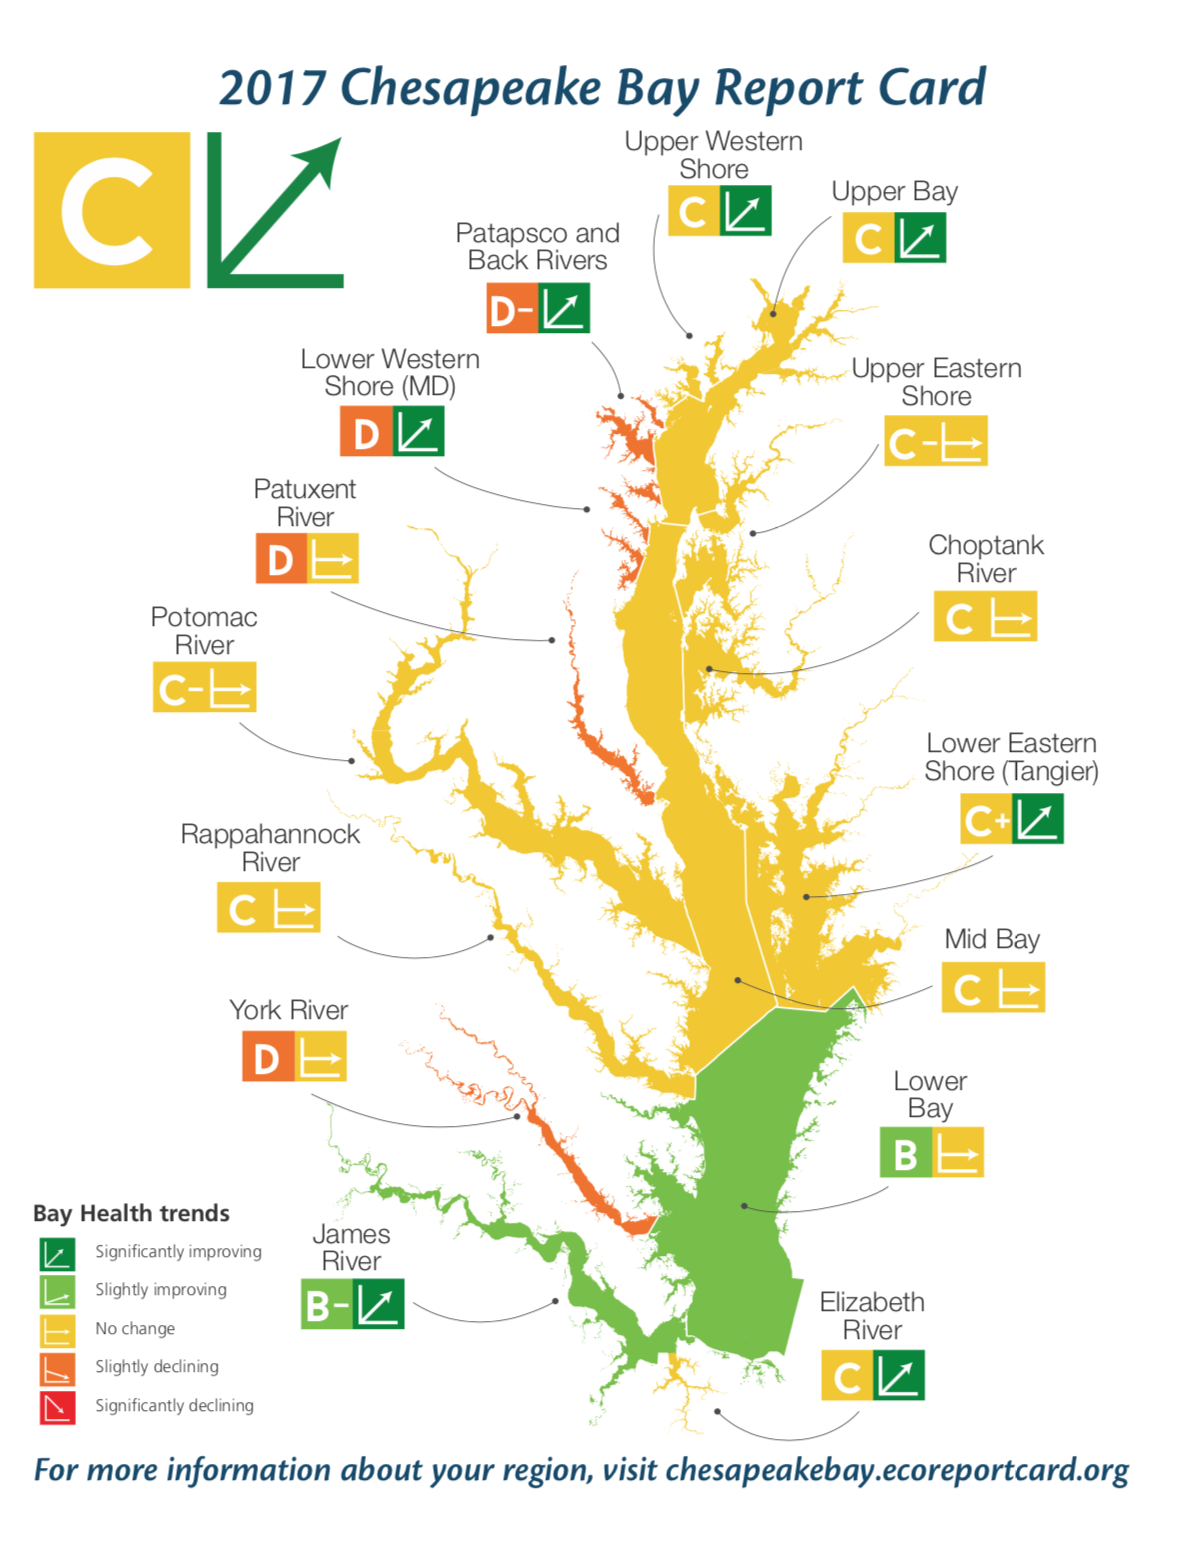 2017 Chesapeake Bay Report Card
C
Upper Western
Shore
C
Upper Bay
C
Patapsco and
Back Rivers
D-
Lower Western
Shore (MD)
D
Upper Eastern
Shore
C-
Patuxent
River
D
Choptank
River
C
Potomac
River
C-
Lower Eastern
Shore (Tangier)
C+
Rappahannock
River
C
Mid Bay
C
York River
D
Lower
Bay
B
James
River
B-
Elizabeth
River
C
Bay Health trends
Significantly improving
Slightly improving
No change
Slightly declining
Significantly declining
For more information about your region, visit chesapeakebay.ecoreportcard.org